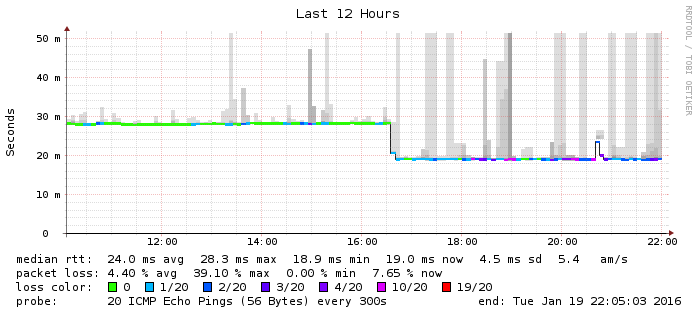 Last 12 Hours
RRDTOOL / TOBI OETIKER
Seconds
50 m
40 m
30 m
20 m
10 m
0
12:00 14:00 16:00 18:00 20:00 22:00
median rtt: 24.0 ms avg 28.3 ms max 18.9 ms min 19.0 ms now 4.5 ms sd 5.4 am/s
packet loss: 4.40 % avg 39.10 % max 0.00 % min 7.65 % now
loss color: 0 1/20 2/20 3/20 4/20 10/20 19/20
probe: 20 ICMP Echo Pings (56 Bytes) every 300s end: Tue Jan 19 22:05:03 2016